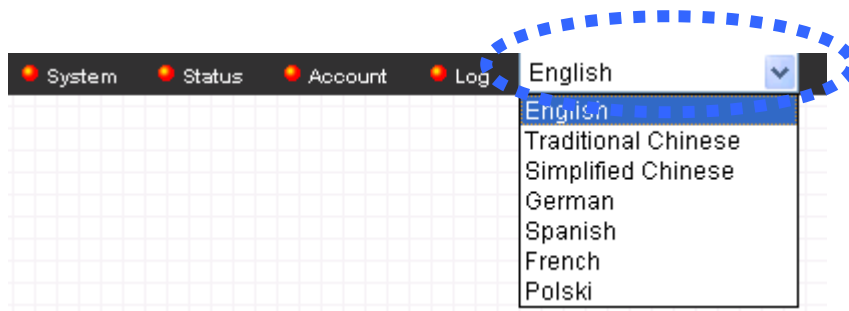 System Status Account Log English
English
Traditional Chinese
Simplified Chinese
German
Spanish
French
Polski